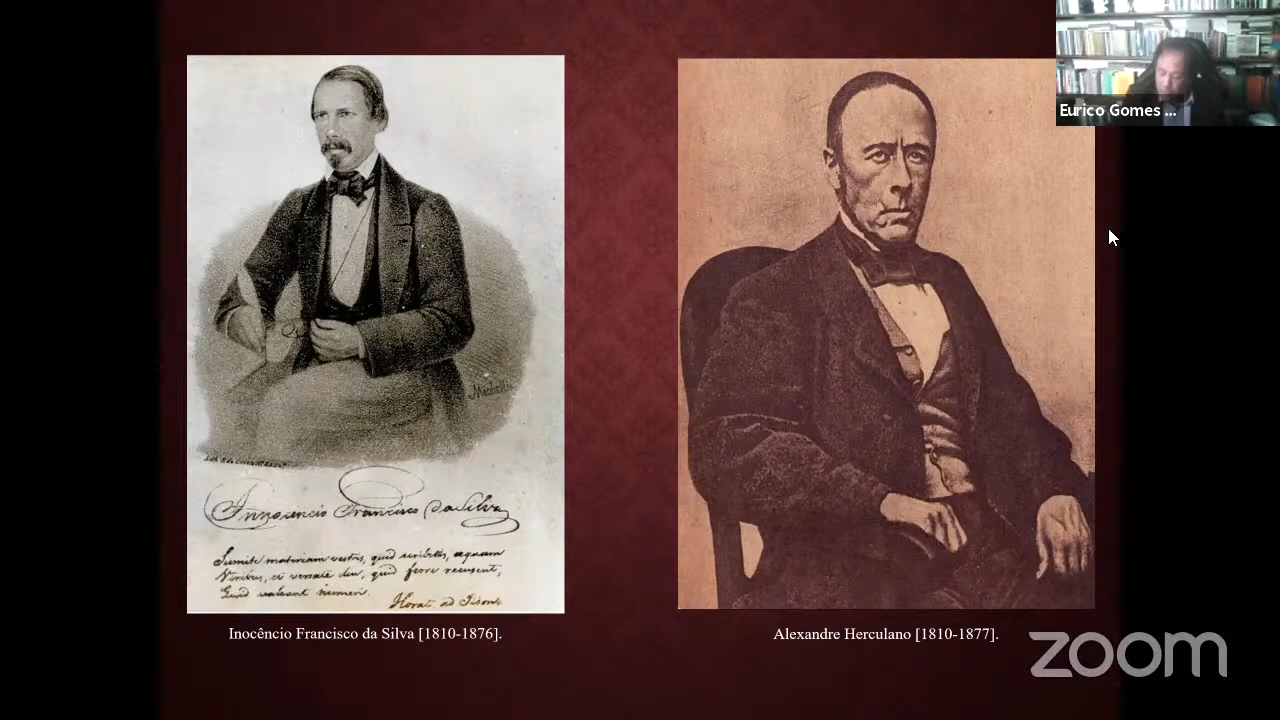 Eurico Gomes ...
Innocencio Francisco da Silva
Sumite materiam vestris, qui scribitis, aequam
Viribus, et versate diu, quid ferre recusent,
Quid valeant humeri.
Horat. ad Pisons
Inocêncio Francisco da Silva [1810-1876].
Alexandre Herculano [1810-1877].
zoom